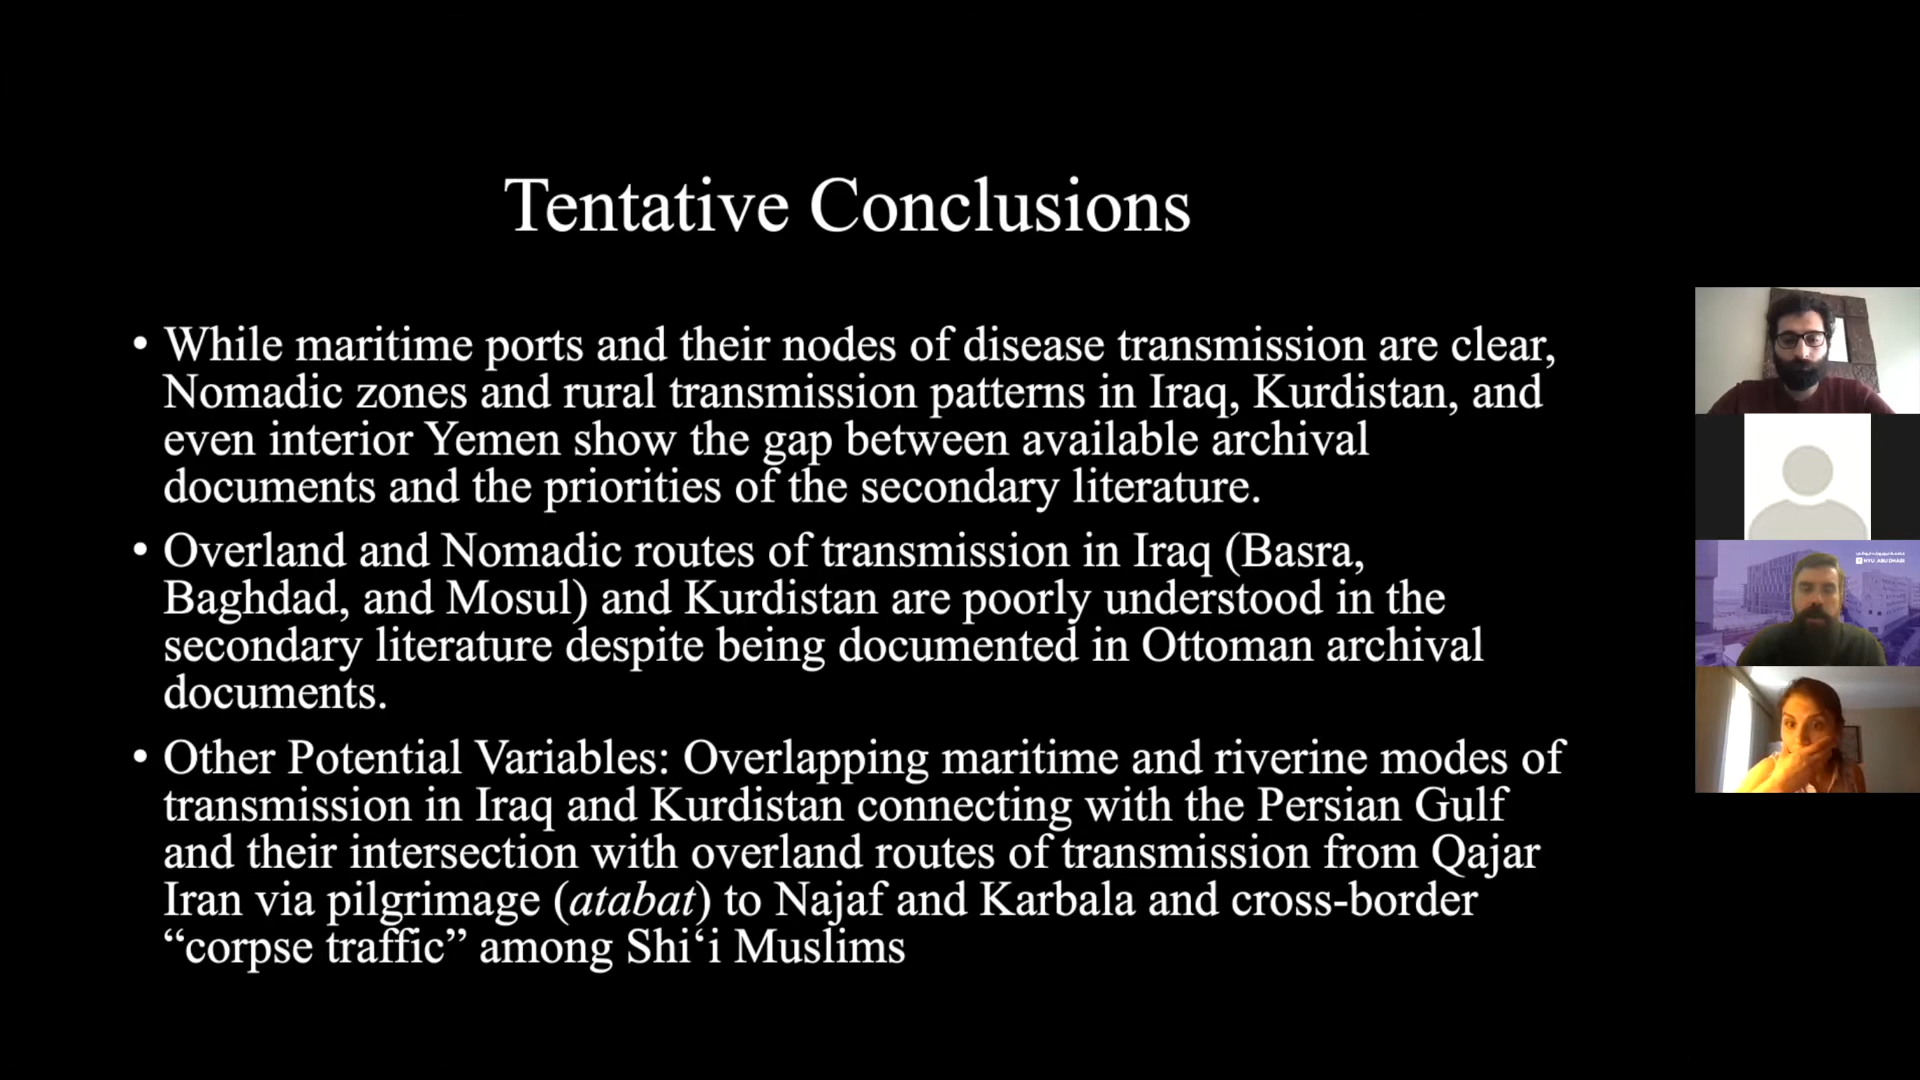 Tentative Conclusions
• While maritime ports and their nodes of disease transmission are clear,
Nomadic zones and rural transmission patterns in Iraq, Kurdistan, and
even interior Yemen show the gap between available archival
documents and the priorities of the secondary literature.
• Overland and Nomadic routes of transmission in Iraq (Basra,
Baghdad, and Mosul) and Kurdistan are poorly understood in the
secondary literature despite being documented in Ottoman archival
documents.
• Other Potential Variables: Overlapping maritime and riverine modes of
transmission in Iraq and Kurdistan connecting with the Persian Gulf
and their intersection with overland routes of transmission from Qajar
Iran via pilgrimage (atabat) to Najaf and Karbala and cross-border
“corpse traffic” among Shi‘i Muslims
NYU ABU DHABI